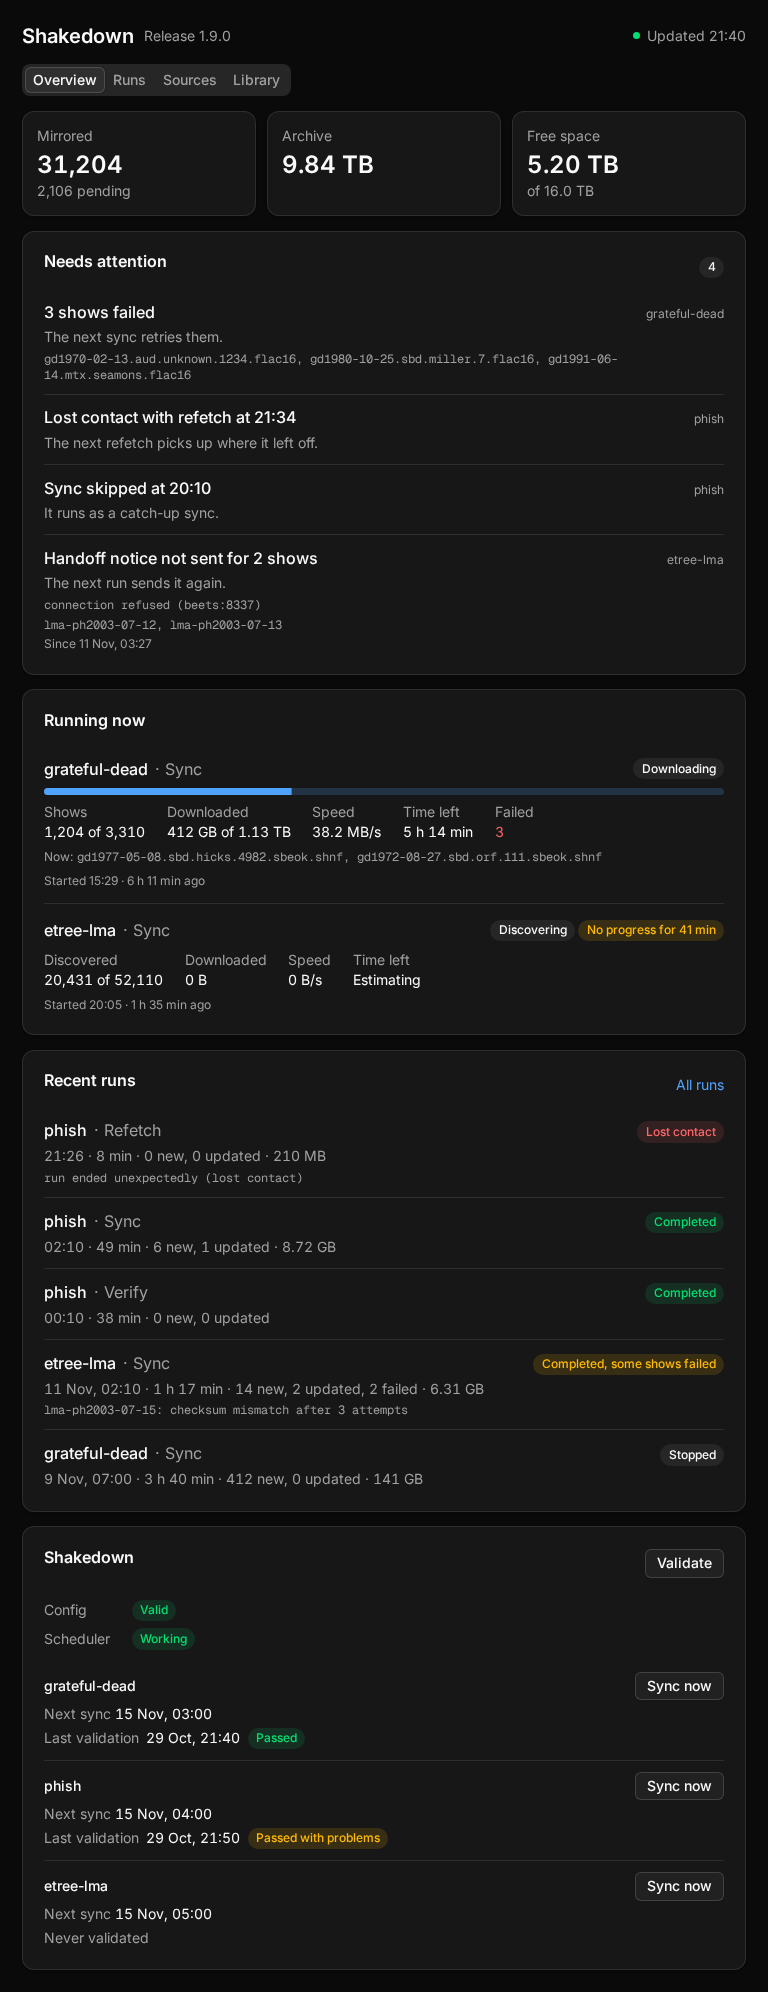 Shakedown Release 1.9.0 Updated 21:40
Overview Runs Sources Library
Mirrored Archive Free space
31,204 9.84 TB 5.20 TB
2,106 pending of 16.0 TB
Needs attention 4
3 shows failed grateful-dead
The next sync retries them.
gd1970-02-13.aud.unknown.1234.flac16, gd1980-10-25.sbd.miller.7.flac16, gd1991-06-
14.mtx.seamons.flac16
Lost contact with refetch at 21:34 phish
The next refetch picks up where it left off.
Sync skipped at 20:10 phish
It runs as a catch-up sync.
Handoff notice not sent for 2 shows etree-lma
The next run sends it again.
connection refused (beets:8337)
lma-ph2003-07-12, lma-ph2003-07-13
Since 11 Nov, 03:27
Running now
grateful-dead · Sync Downloading
Shows Downloaded Speed Time left Failed
1,204 of 3,310 412 GB of 1.13 TB 38.2 MB/s 5 h 14 min 3
Now: gd1977-05-08.sbd.hicks.4982.sbeok.shnf, gd1972-08-27.sbd.orf.111.sbeok.shnf
Started 15:29 · 6 h 11 min ago
etree-lma · Sync Discovering No progress for 41 min
Discovered Downloaded Speed Time left
20,431 of 52,110 0 B 0 B/s Estimating
Started 20:05 · 1 h 35 min ago
Recent runs All runs
phish · Refetch Lost contact
21:26 · 8 min · 0 new, 0 updated · 210 MB
run ended unexpectedly (lost contact)
phish · Sync Completed
02:10 · 49 min · 6 new, 1 updated · 8.72 GB
phish · Verify Completed
00:10 · 38 min · 0 new, 0 updated
etree-lma · Sync Completed, some shows failed
11 Nov, 02:10 · 1 h 17 min · 14 new, 2 updated, 2 failed · 6.31 GB
lma-ph2003-07-15: checksum mismatch after 3 attempts
grateful-dead · Sync Stopped
9 Nov, 07:00 · 3 h 40 min · 412 new, 0 updated · 141 GB
Shakedown Validate
Config Valid
Scheduler Working
grateful-dead Sync now
Next sync 15 Nov, 03:00
Last validation 29 Oct, 21:40 Passed
phish Sync now
Next sync 15 Nov, 04:00
Last validation 29 Oct, 21:50 Passed with problems
etree-lma Sync now
Next sync 15 Nov, 05:00
Never validated